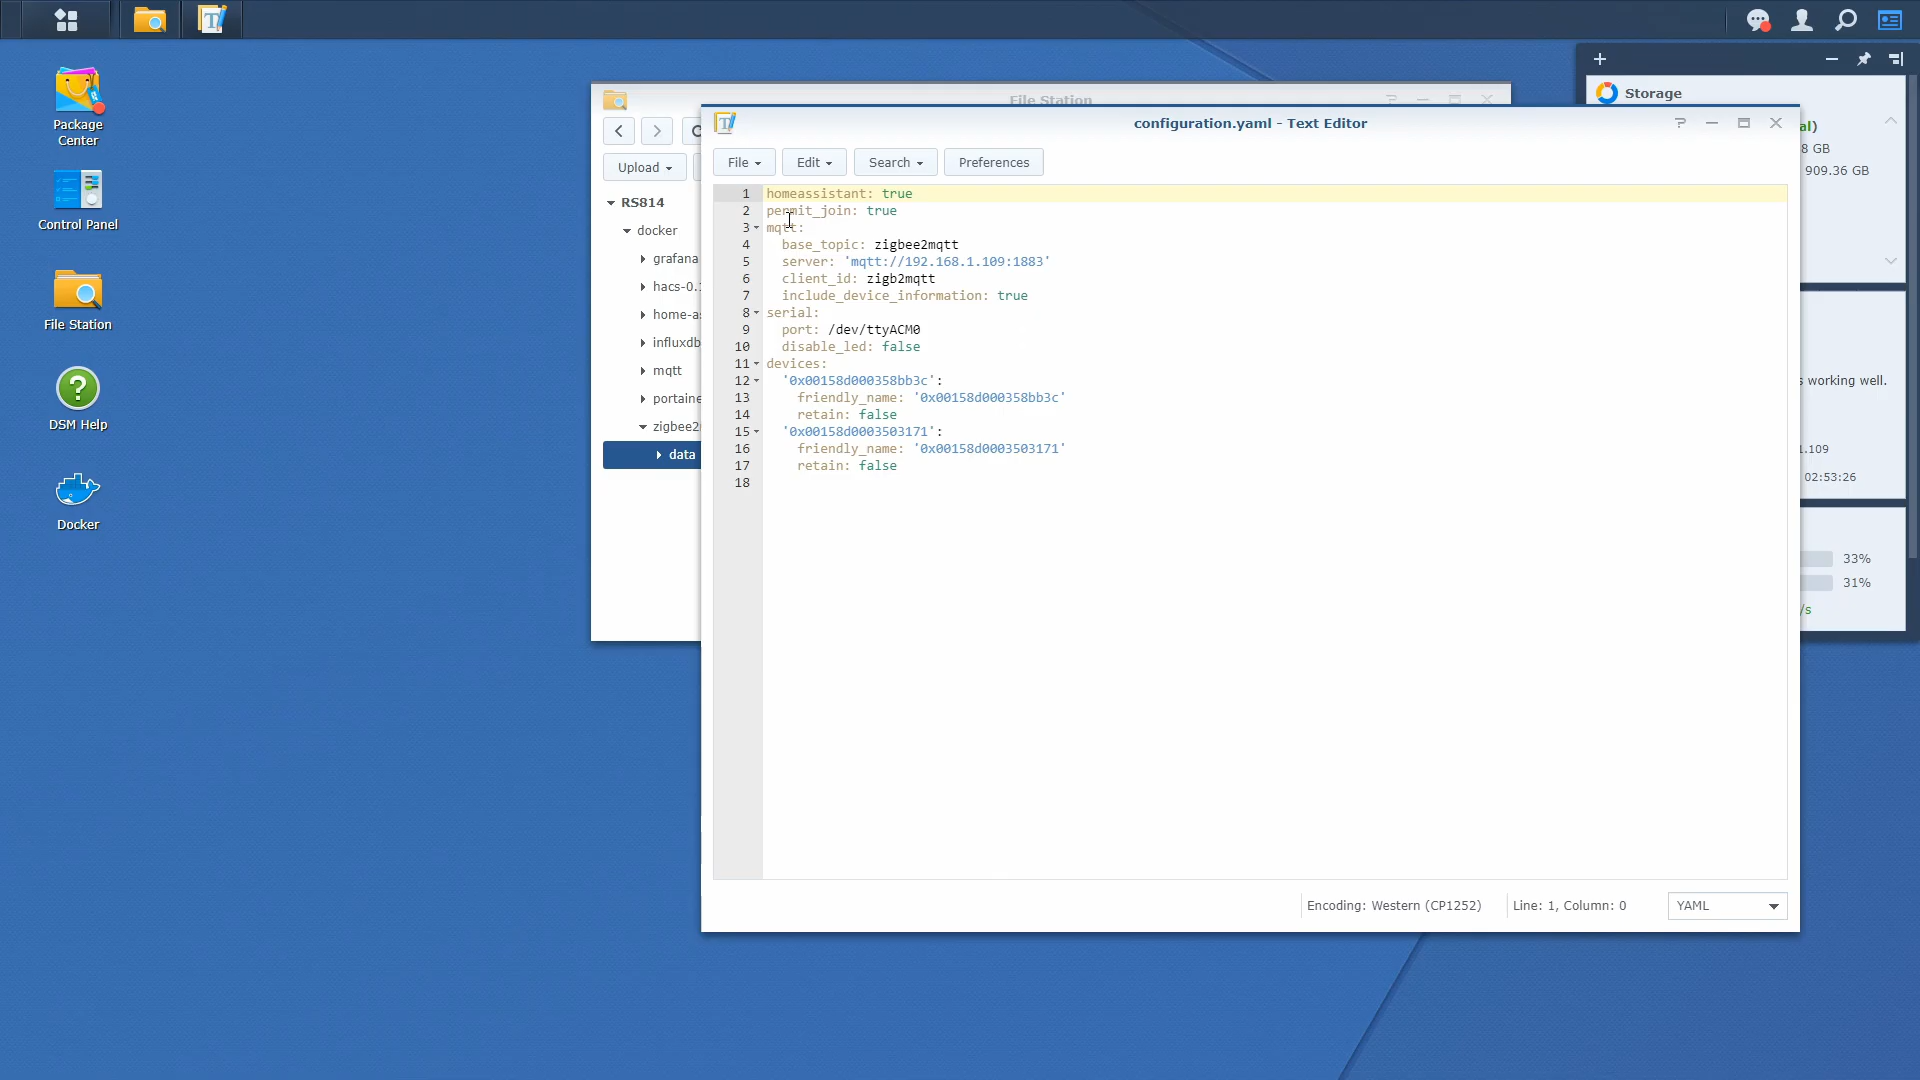 Package
Center
Control Panel
File Station
DSM Help
Docker
File Station
Upload
RS814
docker
grafana
hacs-0.
home-as
influxdb
mqtt
portaine
zigbee2
data
configuration.yaml - Text Editor
File
Edit
Search
Preferences
1 homeassistant: true
2 permit_join: true
3 mqtt:
4 base_topic: zigbee2mqtt
5 server: 'mqtt://192.168.1.109:1883'
6 client_id: zigb2mqtt
7 include_device_information: true
8 serial:
9 port: /dev/ttyACM0
10 disable_led: false
11 devices:
12 '0x00158d000358bb3c':
13 friendly_name: '0x00158d000358bb3c'
14 retain: false
15 '0x00158d0003503171':
16 friendly_name: '0x00158d0003503171'
17 retain: false
18
Encoding: Western (CP1252)
Line: 1, Column: 0
YAML
Storage
al)
8 GB
909.36 GB
s working well.
.109
02:53:26
33%
31%
/s